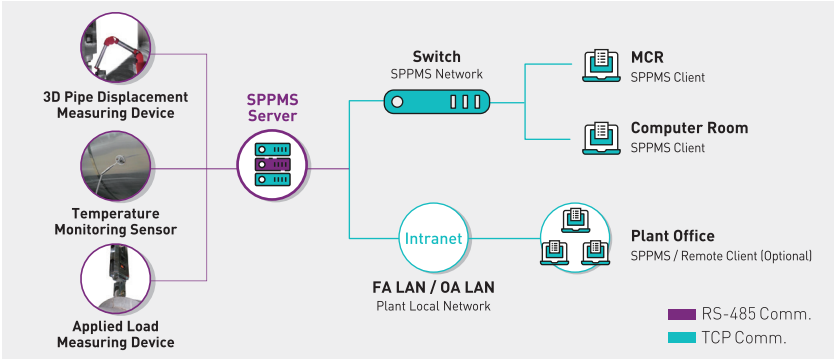 3D Pipe Displacement
Measuring Device
Temperature
Monitoring Sensor
Applied Load
Measuring Device
SPPMS
Server
Switch
SPPMS Network
MCR
SPPMS Client
Computer Room
SPPMS Client
Intranet
FA LAN / OA LAN
Plant Local Network
Plant Office
SPPMS / Remote Client (Optional)
RS-485 Comm.
TCP Comm.